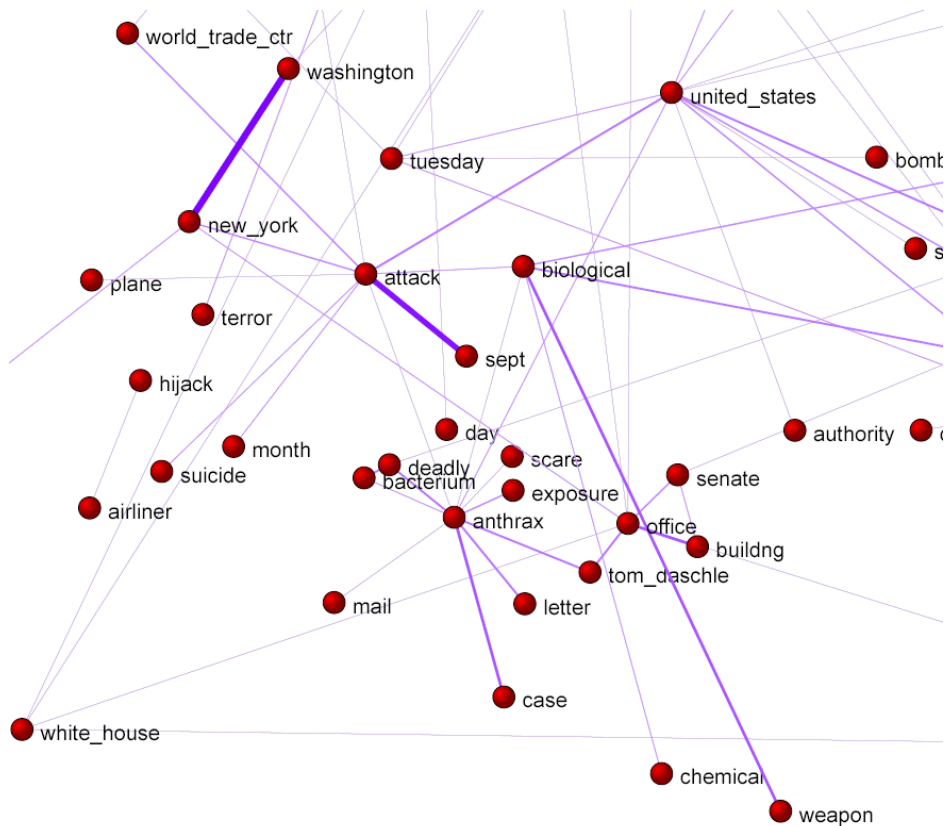 world_trade_ctr
washington
united_states
tuesday
bomb
new_york
s
attack
biological
plane
terror
sept
hijack
month
day
authority
suicide
deadly
scare
bacterium
senate
exposure
airliner
anthrax
office
buildng
tom_daschle
mail
letter
case
white_house
chemical
weapon